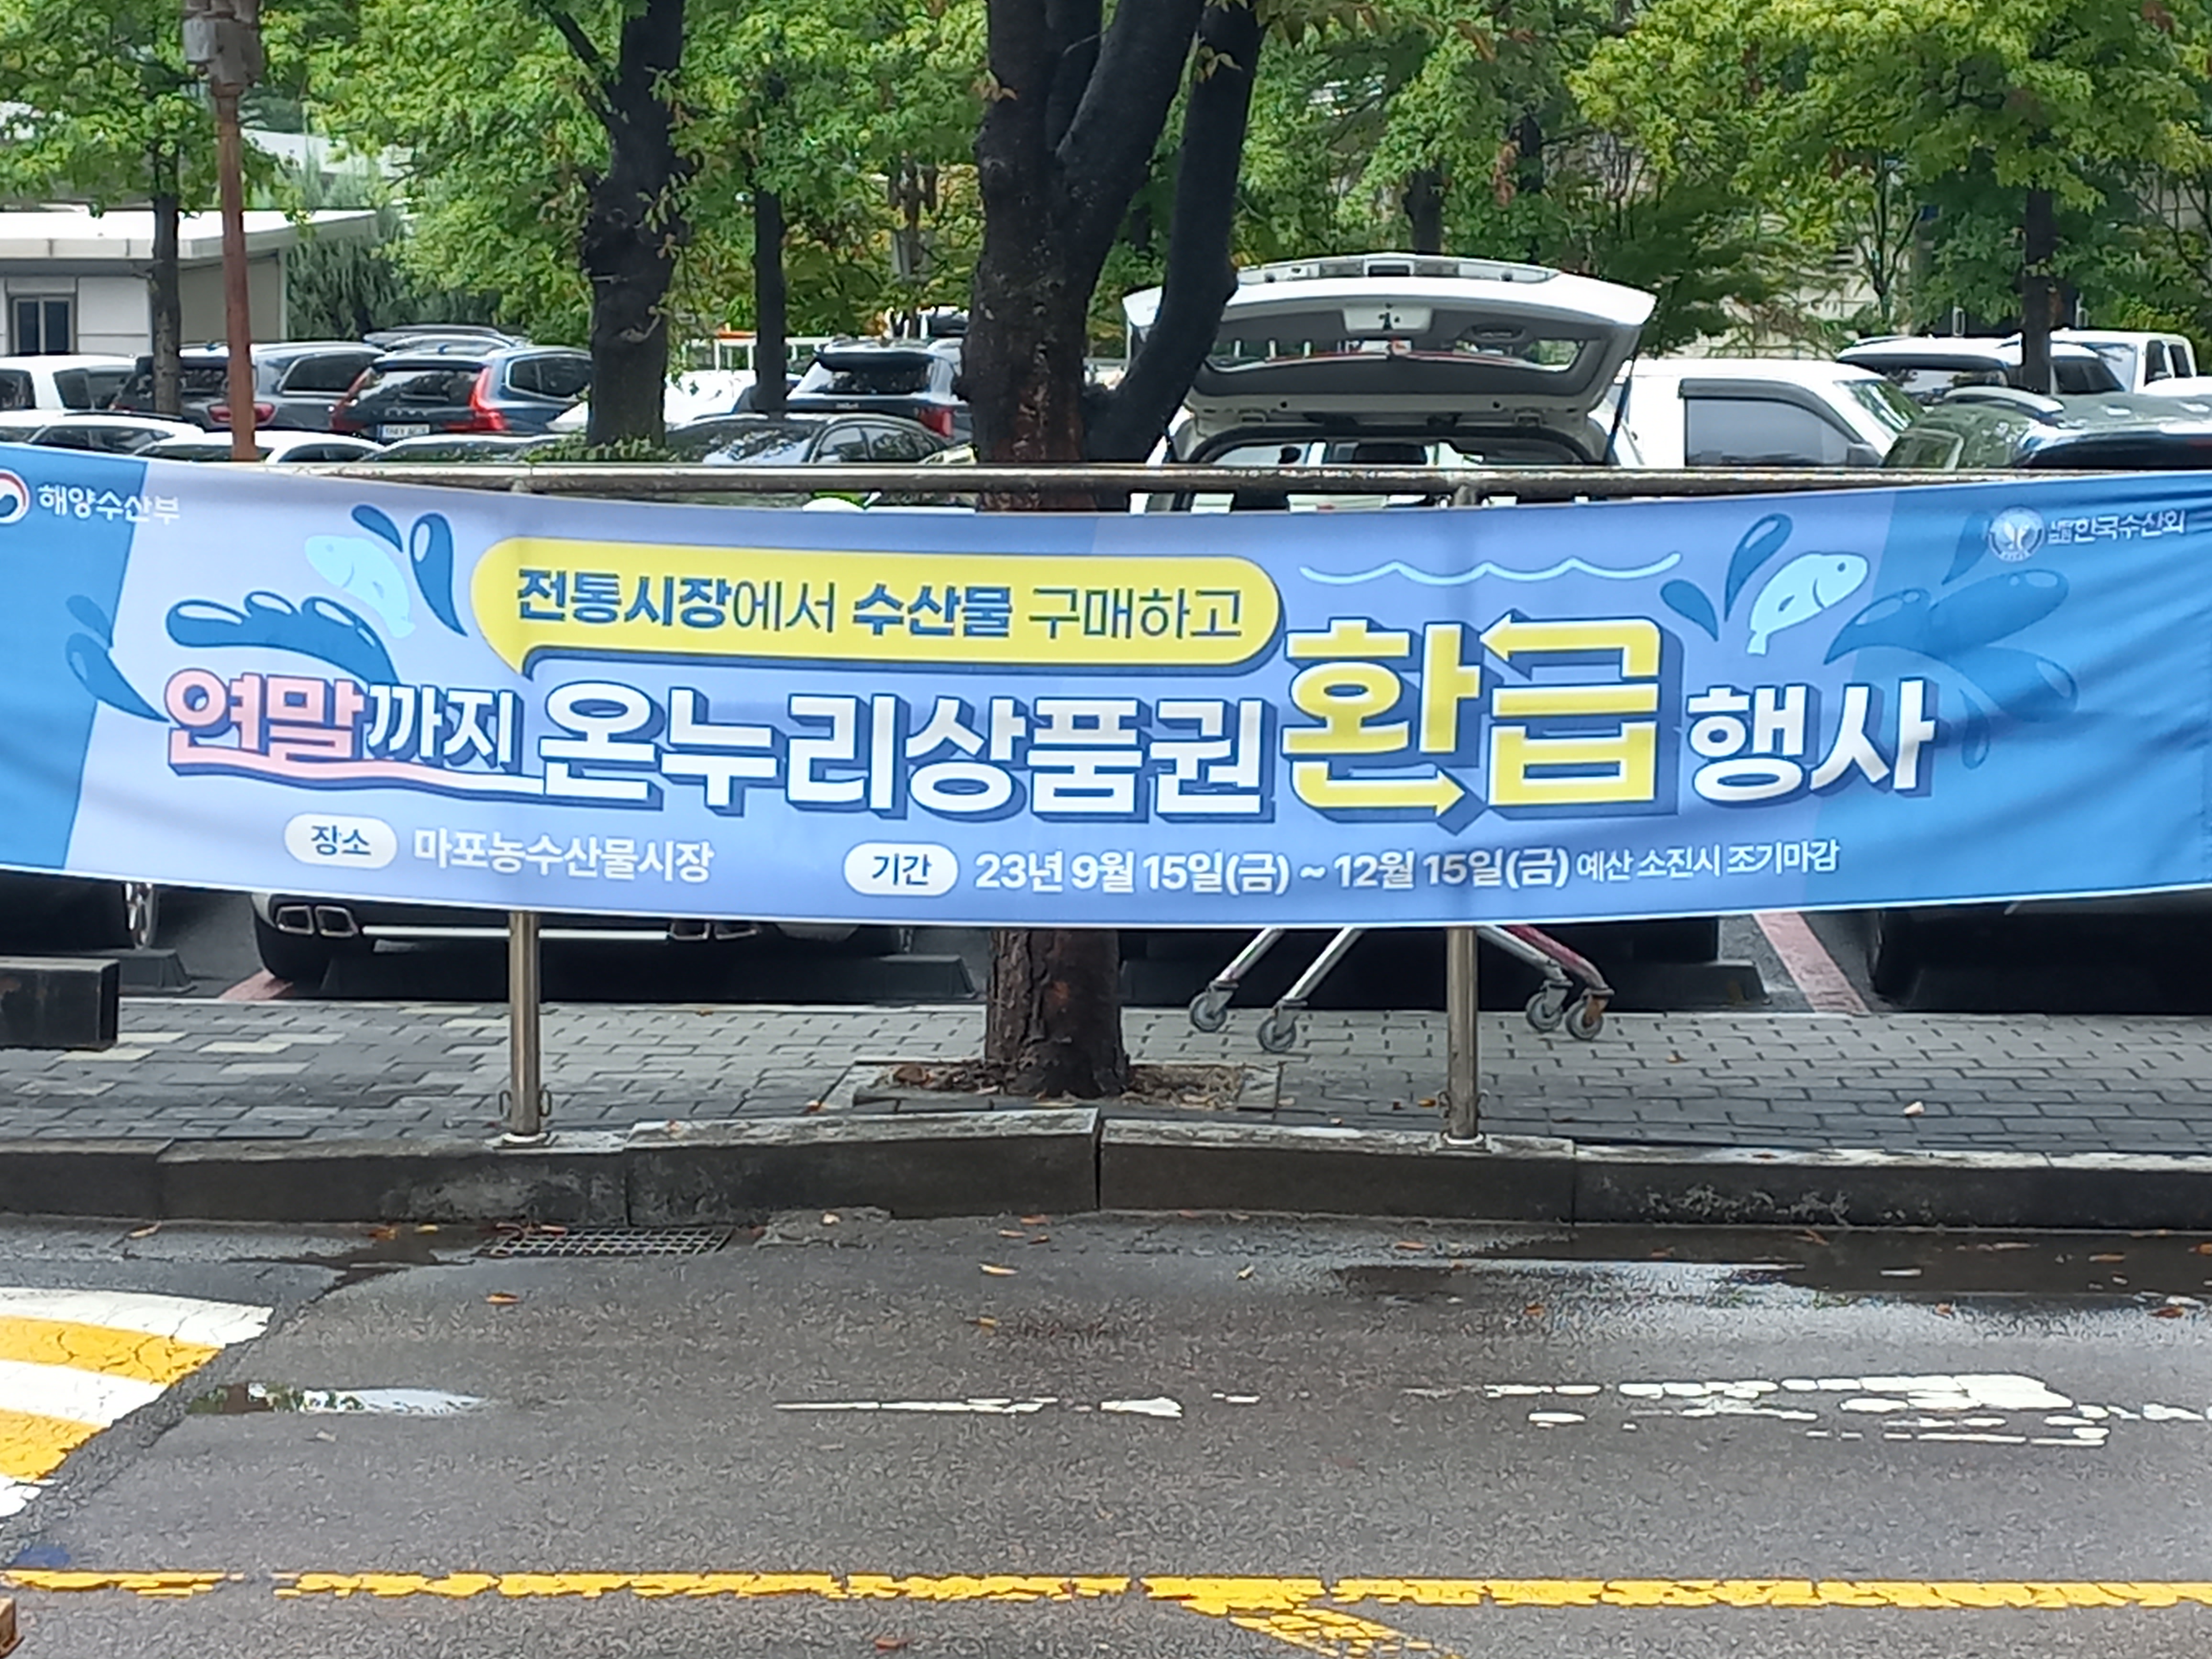 해양수산부
한국수산회
전통시장에서 수산물 구매하고
연말까지 온누리상품권 환급 행사
장소 마포농수산물시장 기간 23년 9월 15일(금) ~ 12월 15일(금) 예산 소진시 조기마감